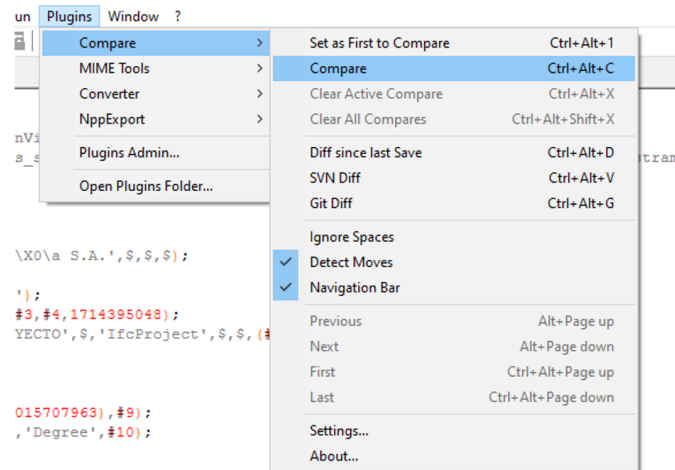 un Plugins Window ?
Compare >
MIME Tools >
Converter >
NppExport >
Plugins Admin...
Open Plugins Folder...
Set as First to Compare Ctrl+Alt+1
Compare Ctrl+Alt+C
Clear Active Compare Ctrl+Alt+X
Clear All Compares Ctrl+Alt+Shift+X
Diff since last Save Ctrl+Alt+D
SVN Diff Ctrl+Alt+V
Git Diff Ctrl+Alt+G
Ignore Spaces
Detect Moves
Navigation Bar
Previous Alt+Page up
Next Alt+Page down
First Ctrl+Alt+Page up
Last Ctrl+Alt+Page down
Settings...
About...
nVi
s_s
stram
\X0\a S.A.',$,$,$);
');
#3,#4,1714395048);
YECTO',$,'IfcProject',$,$,(#
015707963),#9);
,'Degree',#10);